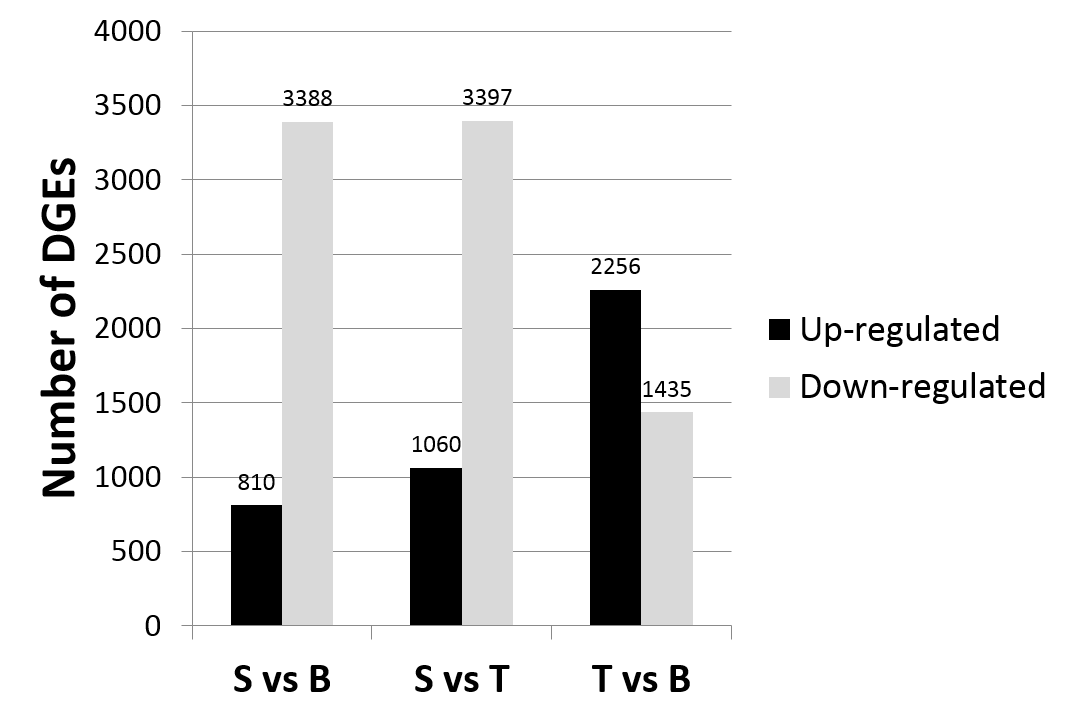 Number of DGEs
4000
3500
3000
2500
2000
1500
1000
500
0
810
3388
1060
3397
2256
1435
S vs B
S vs T
T vs B
Up-regulated
Down-regulated